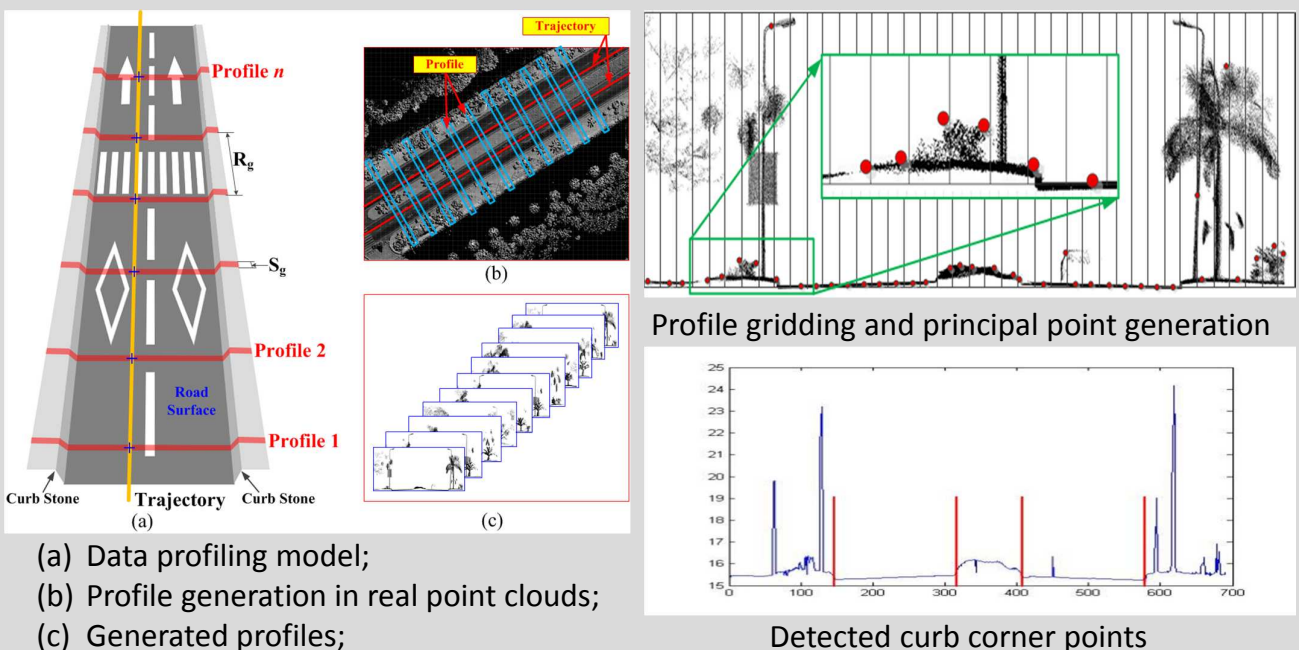 Profile n
R_g
S_g
Profile 2
Road
Surface
Profile 1
Curb Stone
Trajectory
Curb Stone
(a)
Trajectory
Profile
(b)
(c)
(a) Data profiling model;
(b) Profile generation in real point clouds;
(c) Generated profiles;
Profile gridding and principal point generation
25
24
23
22
21
20
19
18
17
16
15
0 100 200 300 400 500 600 700
Detected curb corner points